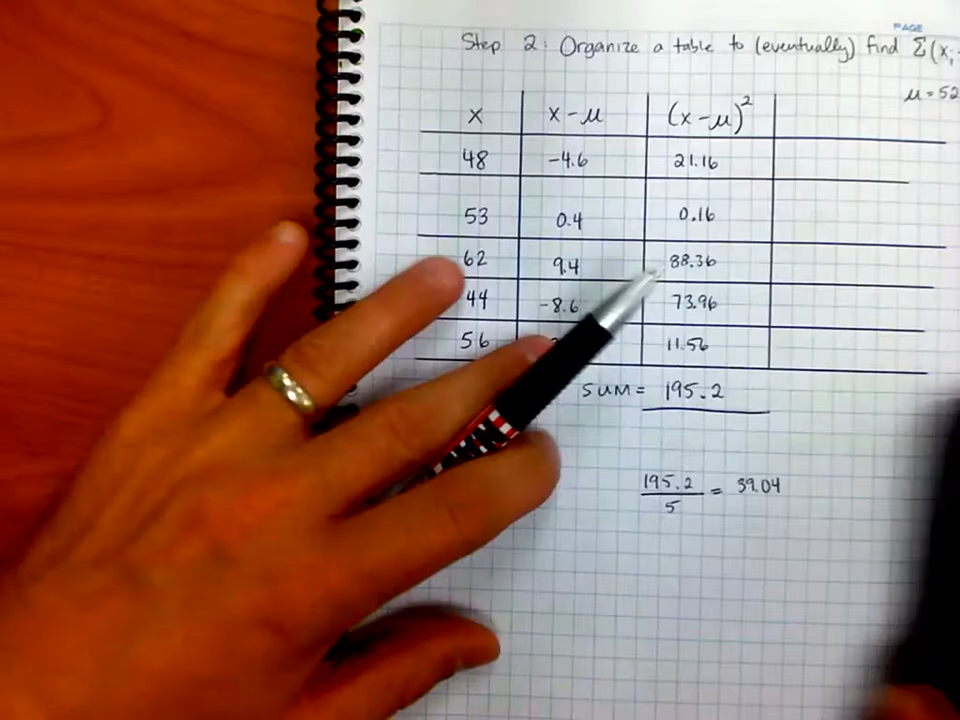 PAGE
Step 2: Organize a table to (eventually) find Σ(xᵢ
μ = 52
x x - μ (x - μ)²
48 -4.6 21.16
53 0.4 0.16
62 9.4 88.36
44 -8.6 73.96
56 11.56
SUM = 195.2
195.2
5
= 39.04